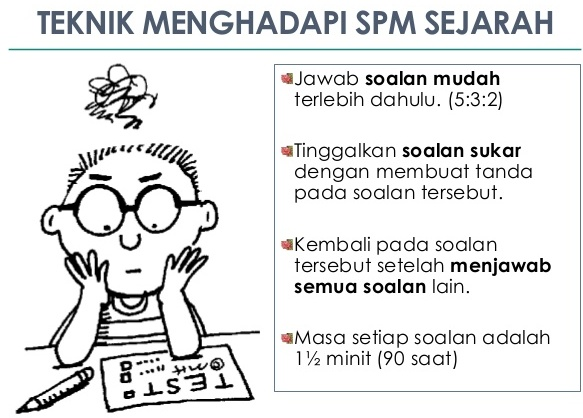 TEKNIK MENGHADAPI SPM SEJARAH
Jawab soalan mudah
terlebih dahulu. (5:3:2)
Tinggalkan soalan sukar
dengan membuat tanda
pada soalan tersebut.
Kembali pada soalan
tersebut setelah menjawab
semua soalan lain.
Masa setiap soalan adalah
1½ minit (90 saat)
TEST